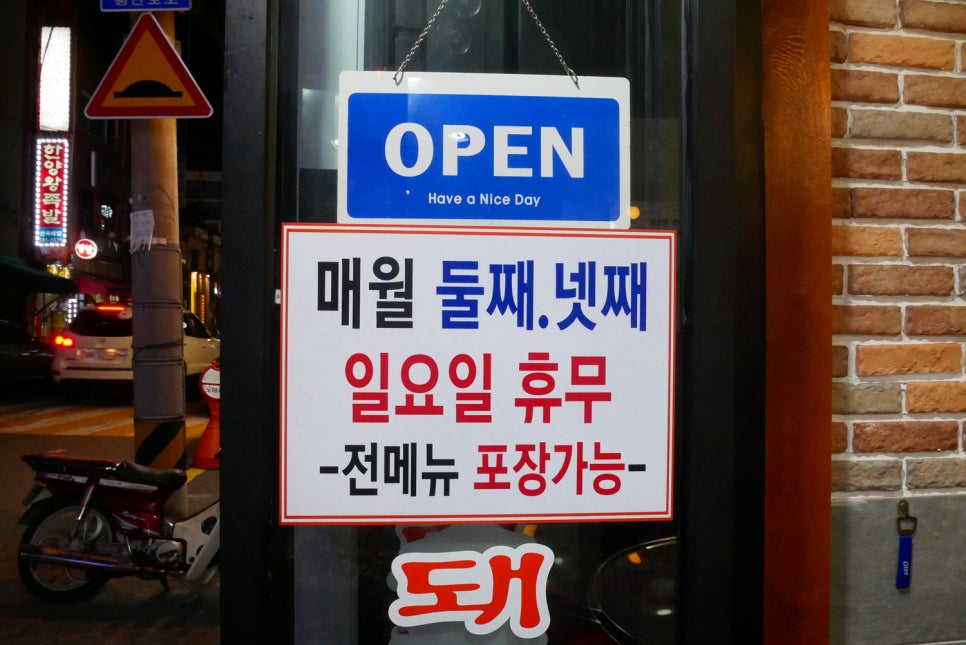 OPEN
Have a Nice Day
매월 둘째.넷째
일요일 휴무
-전메뉴 포장가능-
돼
한양왕족발